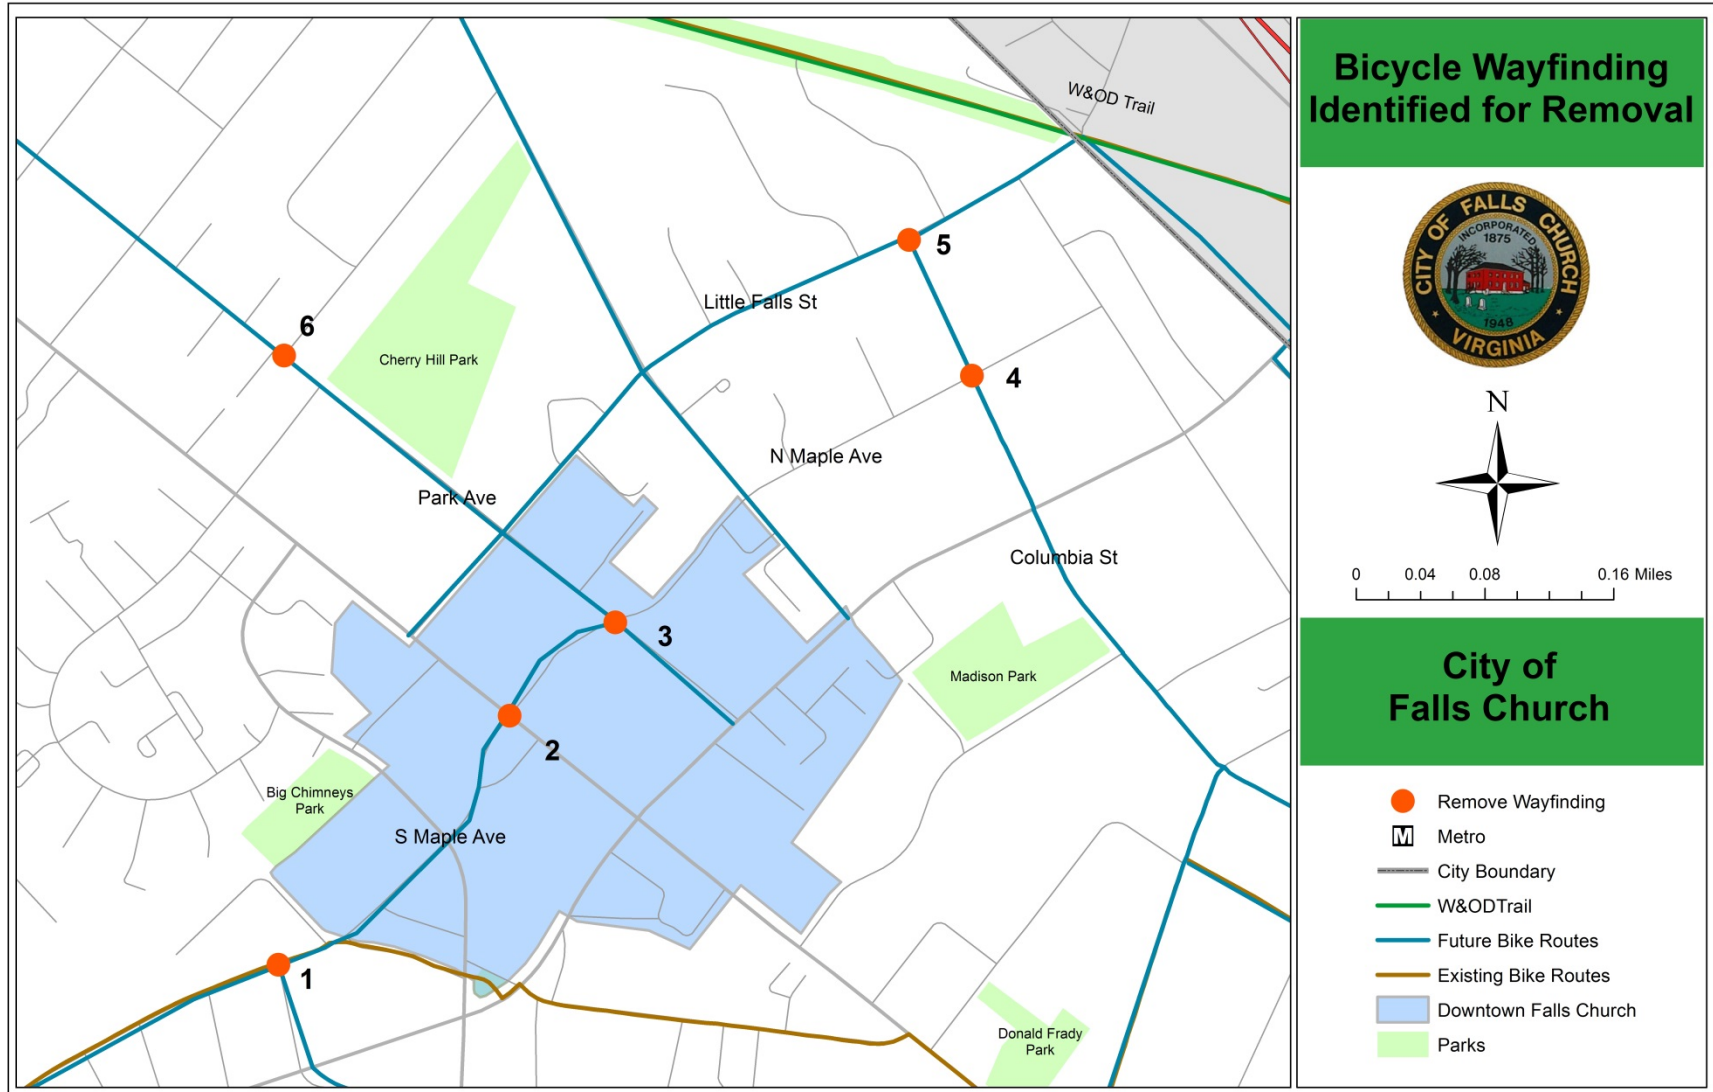 W&OD Trail
5
Little Falls St
6
Cherry Hill Park
4
N Maple Ave
Park Ave
Columbia St
3
Madison Park
2
Big Chimneys
Park
S Maple Ave
1
Donald Frady
Park
Bicycle Wayfinding
Identified for Removal
CITY OF FALLS CHURCH
INCORPORATED
1875
1948
VIRGINIA
N
0 0.04 0.08 0.16 Miles
City of
Falls Church
Remove Wayfinding
M Metro
City Boundary
W&ODTrail
Future Bike Routes
Existing Bike Routes
Downtown Falls Church
Parks